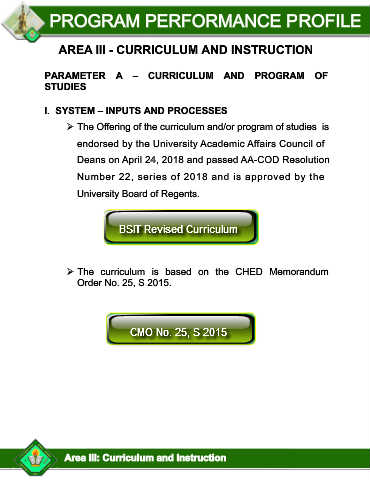 PROGRAM PERFORMANCE PROFILE
AREA III - CURRICULUM AND INSTRUCTION
PARAMETER A – CURRICULUM AND PROGRAM OF
STUDIES
I. SYSTEM – INPUTS AND PROCESSES
➢ The Offering of the curriculum and/or program of studies is
endorsed by the University Academic Affairs Council of
Deans on April 24, 2018 and passed AA-COD Resolution
Number 22, series of 2018 and is approved by the
University Board of Regents.
BSIT Revised Curriculum
➢ The curriculum is based on the CHED Memorandum
Order No. 25, S 2015.
CMO No. 25, S 2015
Area III: Curriculum and Instruction